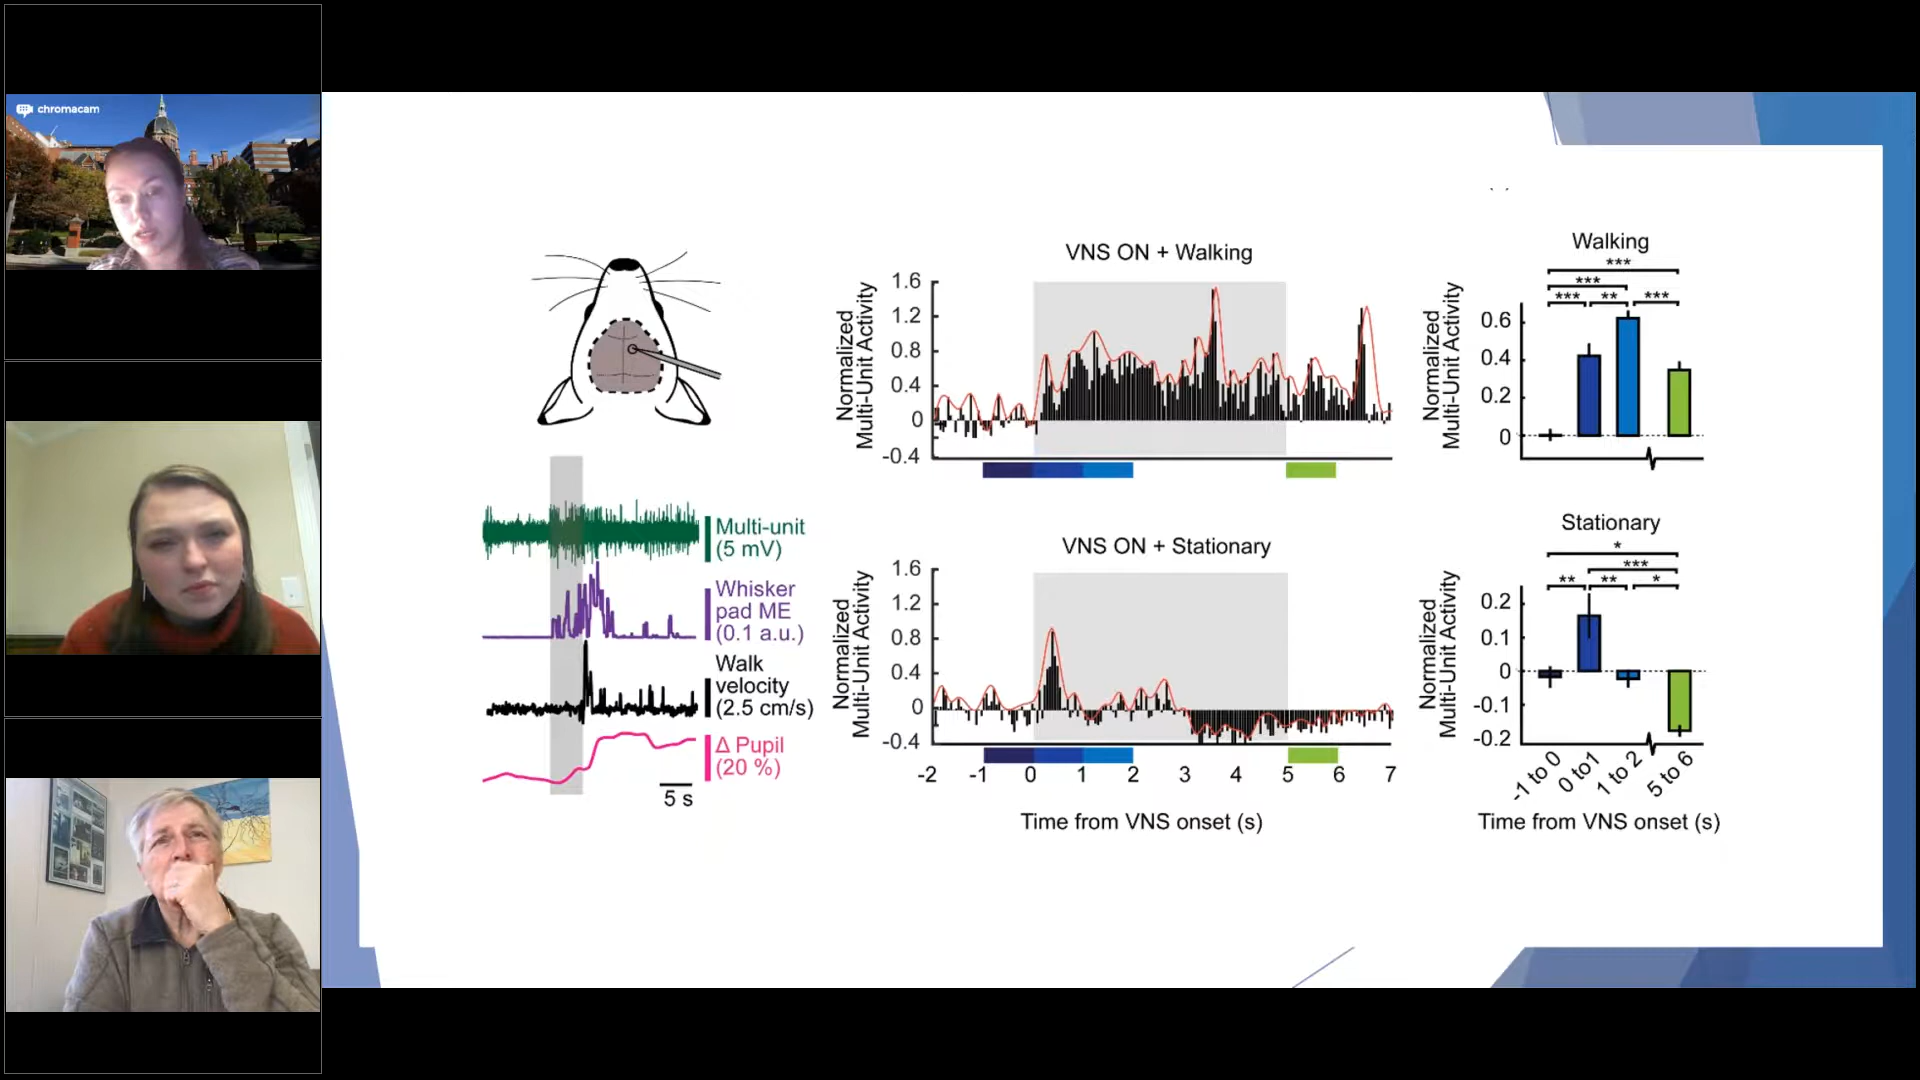 chromacam
Multi-unit
(5 mV)
Whisker
pad ME
(0.1 a.u.)
Walk
velocity
(2.5 cm/s)
Δ Pupil
(20 %)
5 s
VNS ON + Walking
Normalized
Multi-Unit Activity
1.6
1.2
0.8
0.4
0
-0.4
VNS ON + Stationary
Normalized
Multi-Unit Activity
1.6
1.2
0.8
0.4
0
-0.4
-2 -1 0 1 2 3 4 5 6 7
Time from VNS onset (s)
Walking
***
***
*** ** ***
Normalized
Multi-Unit Activity
0.6
0.4
0.2
0
Stationary
*
***
** ** *
Normalized
Multi-Unit Activity
0.2
0.1
0
-0.1
-0.2
-1 to 0 0 to1 1 to 2 5 to 6
Time from VNS onset (s)